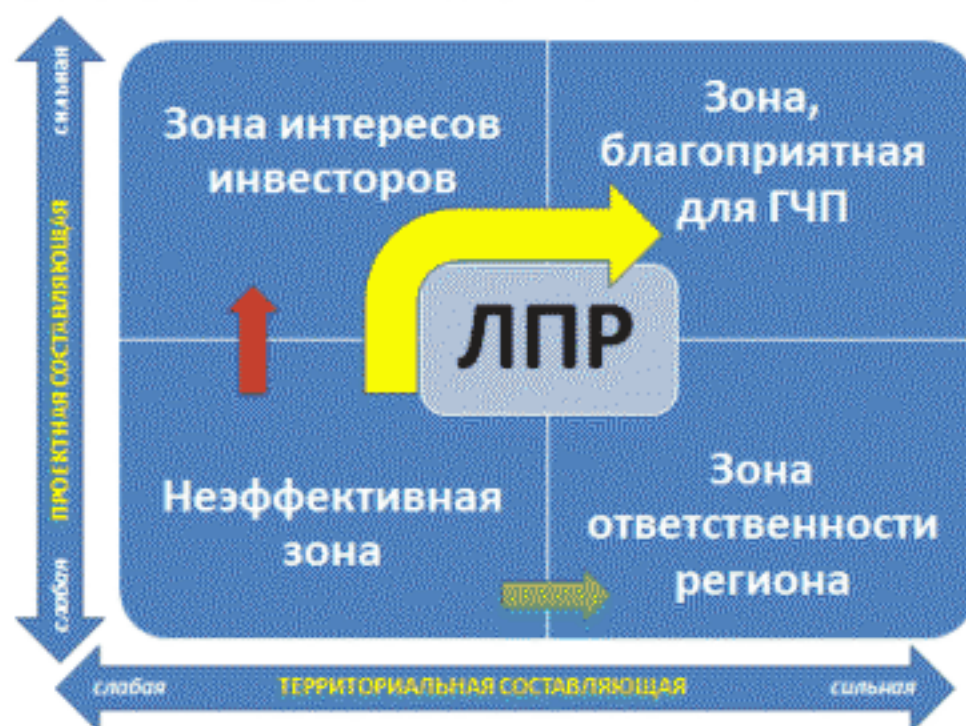 сильная
ПРОЕКТНАЯ СОСТАВЛЯЮЩАЯ
слабая
Зона интересов
инвесторов
Зона,
благоприятная
для ГЧП
ЛПР
Неэффективная
зона
Зона
ответственности
региона
слабая
ТЕРРИТОРИАЛЬНАЯ СОСТАВЛЯЮЩАЯ
сильная